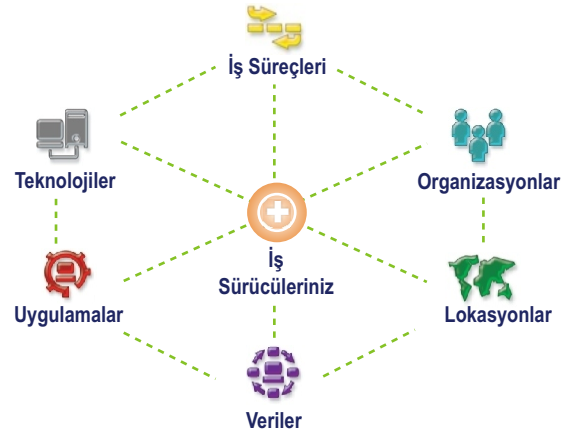 İş Süreçleri
Teknolojiler
Organizasyonlar
İş
Sürücüleriniz
Uygulamalar
Lokasyonlar
Veriler